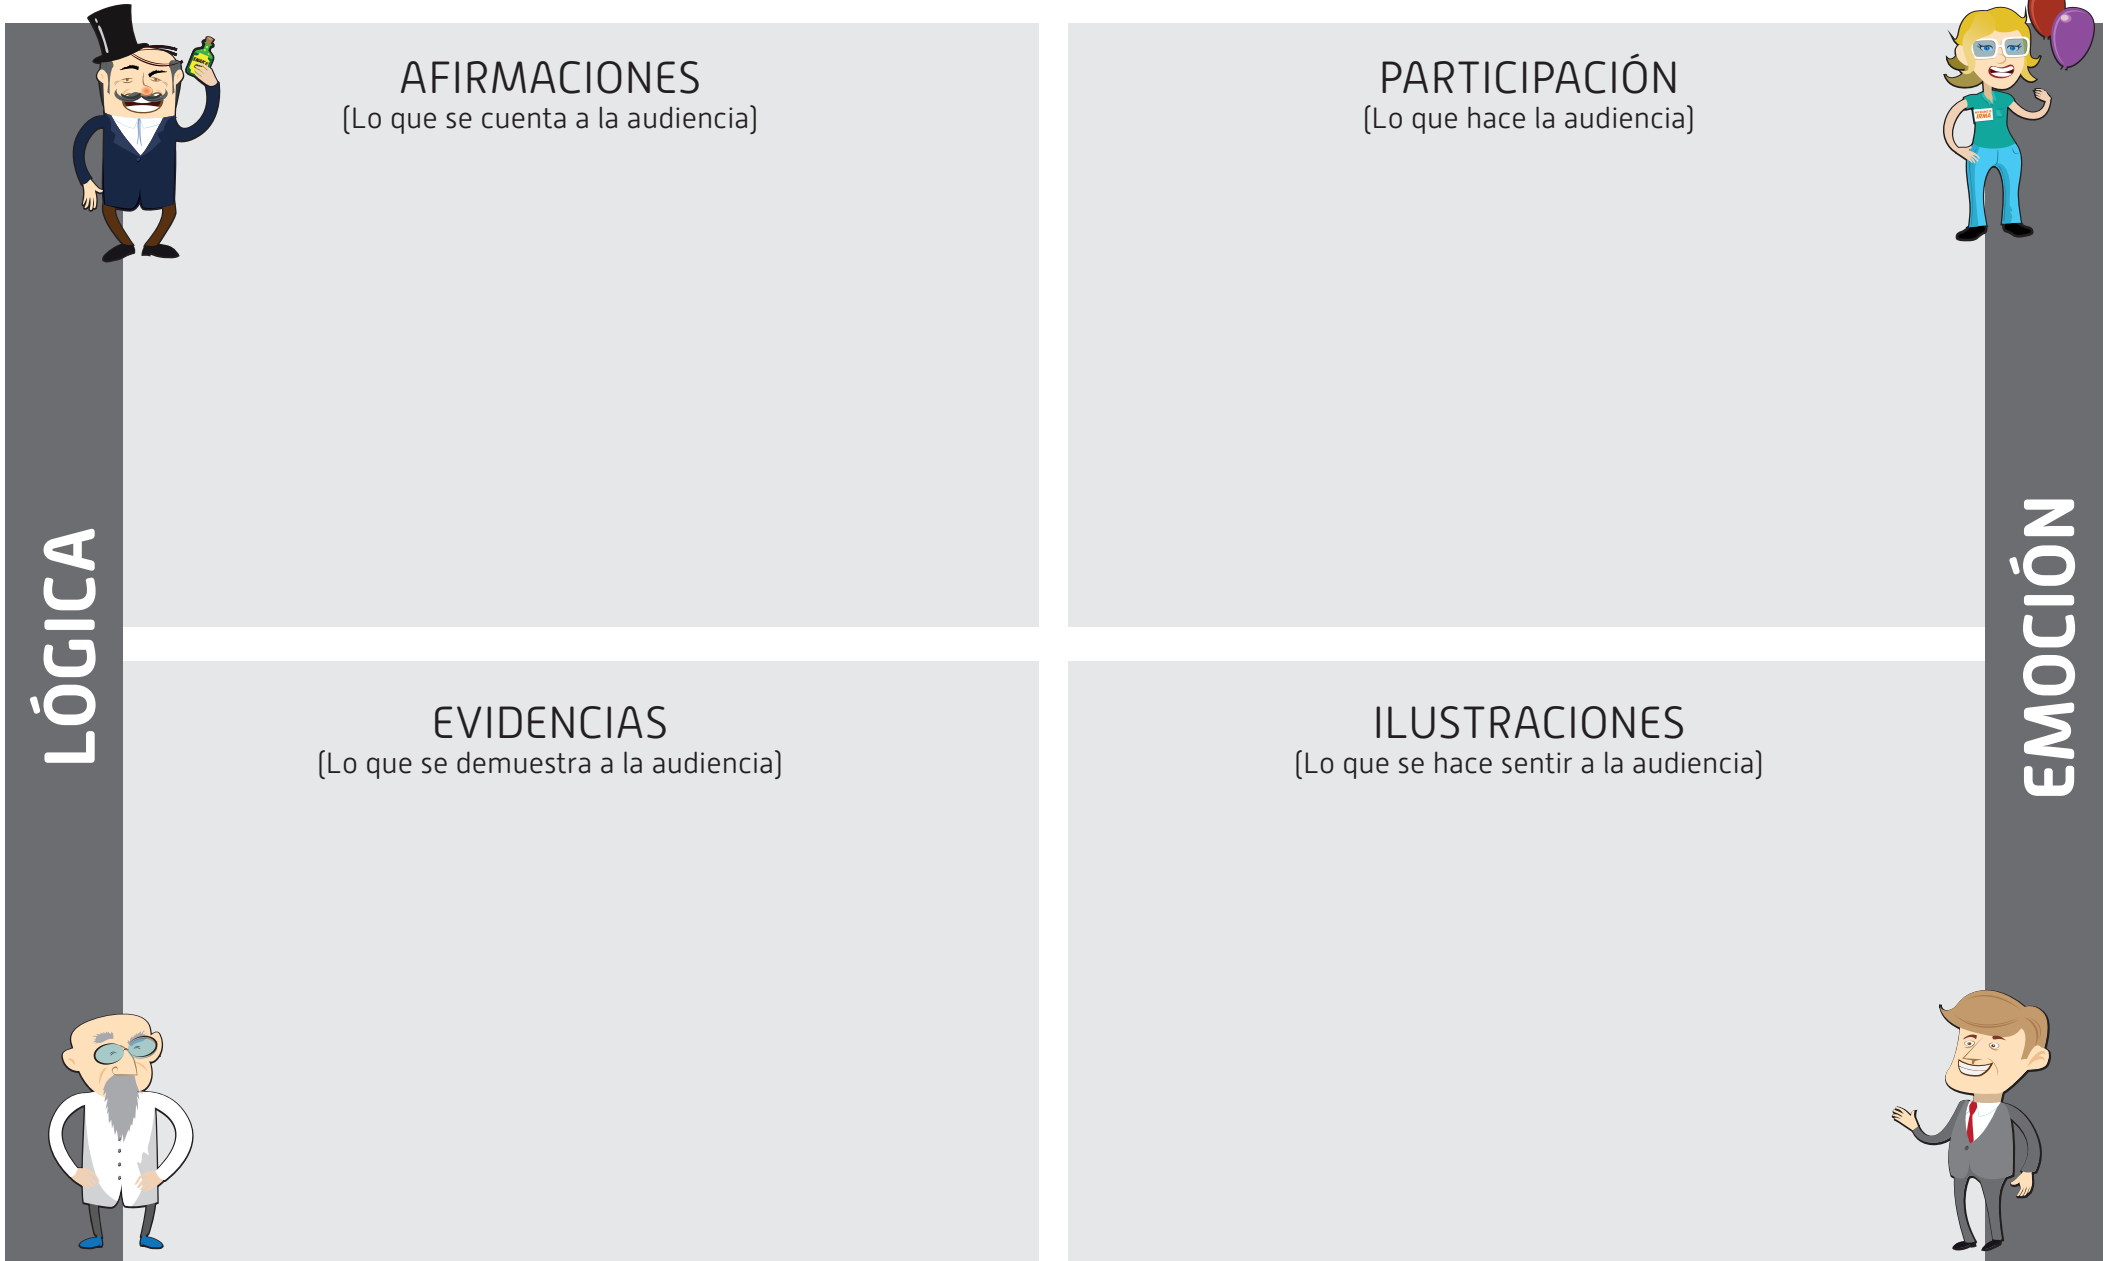 AFIRMACIONES
(Lo que se cuenta a la audiencia)
PARTICIPACIÓN
(Lo que hace la audiencia)
LÓGICA
EMOCIÓN
EVIDENCIAS
(Lo que se demuestra a la audiencia)
ILUSTRACIONES
(Lo que se hace sentir a la audiencia)